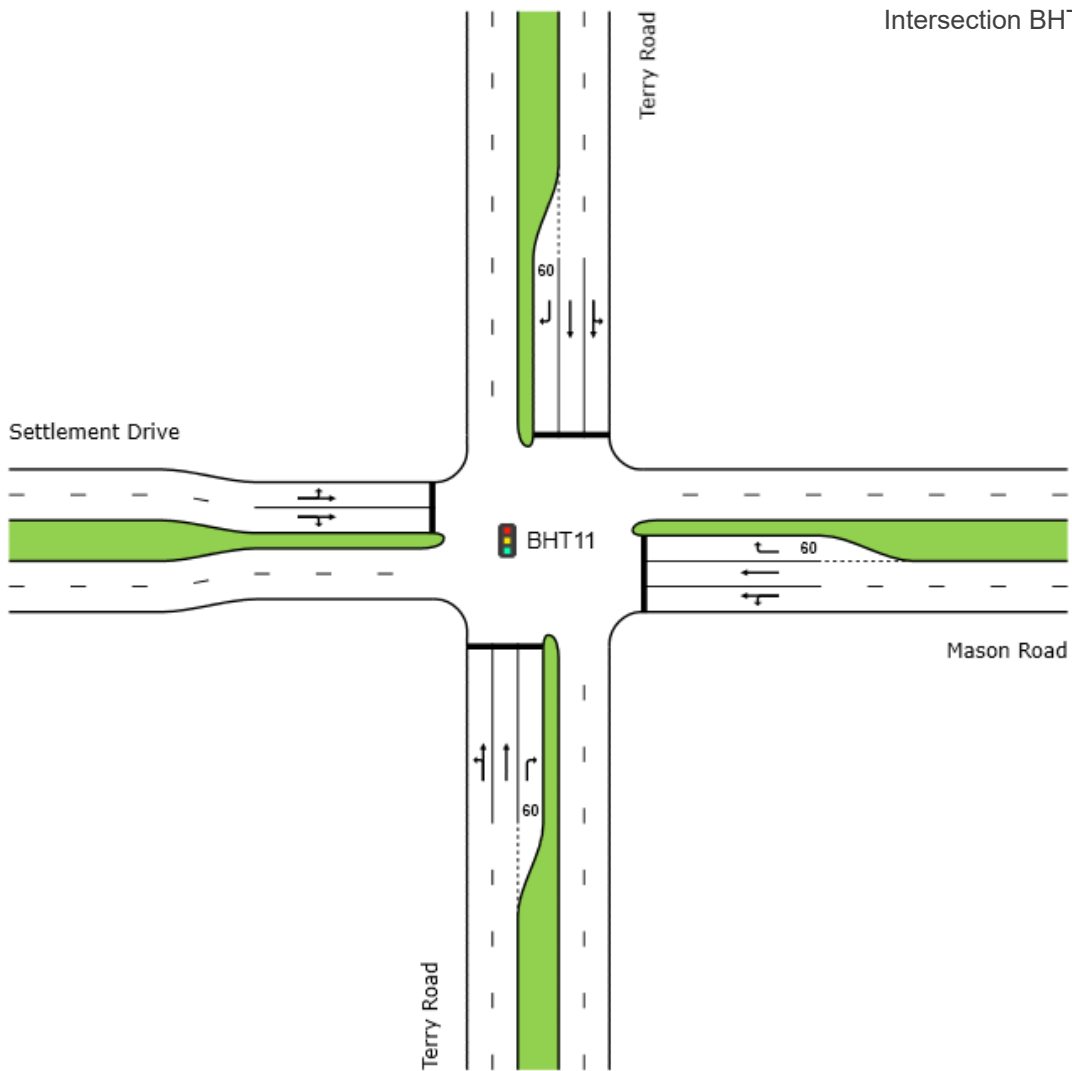 Intersection BHT
Terry Road
60
Settlement Drive
BHT11
60
Mason Road
60
Terry Road